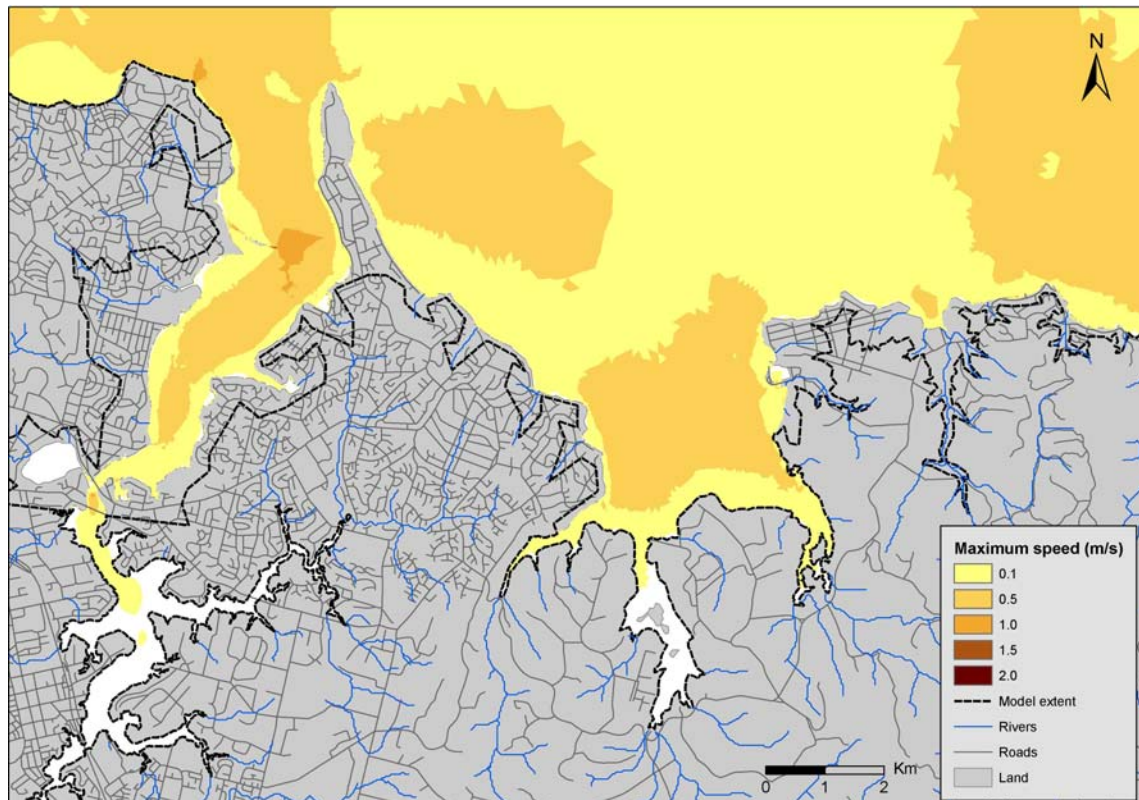 N
Maximum speed (m/s)
0.1
0.5
1.0
1.5
2.0
Model extent
Rivers
Roads
Land
Km
0 1 2